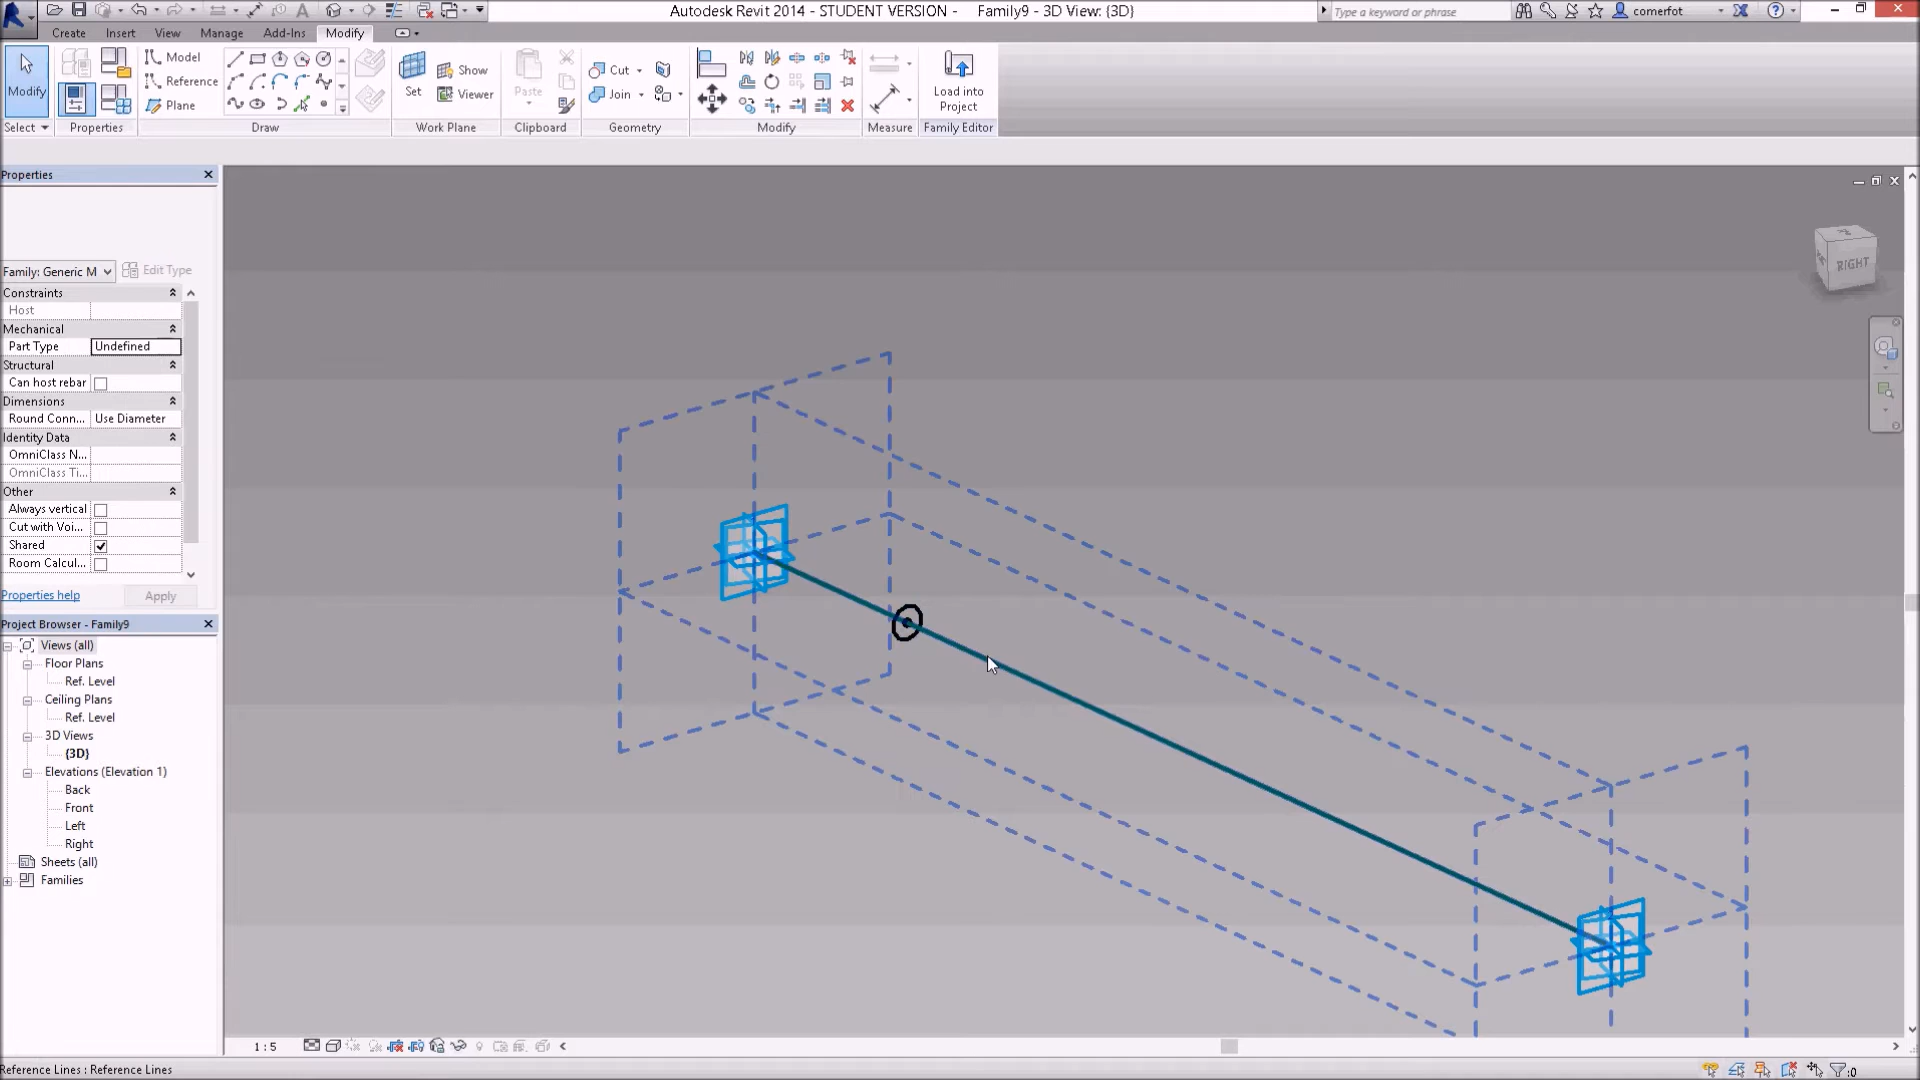 Autodesk Revit 2014 - STUDENT VERSION - Family9 - 3D View: {3D}
Type a keyword or phrase
comerfot
Create Insert View Manage Add-Ins Modify
Modify
Model
Reference
Plane
Set
Show
Viewer
Paste
Cut
Join
Load into
Project
Select Properties Draw Work Plane Clipboard Geometry Modify Measure Family Editor
Properties
Family: Generic M Edit Type
Constraints
Host
Mechanical
Part Type Undefined
Structural
Can host rebar
Dimensions
Round Conn... Use Diameter
Identity Data
OmniClass N...
OmniClass Ti...
Other
Always vertical
Cut with Voi...
Shared
Room Calcul...
Properties help Apply
Project Browser - Family9
Views (all)
Floor Plans
Ref. Level
Ceiling Plans
Ref. Level
3D Views
{3D}
Elevations (Elevation 1)
Back
Front
Left
Right
Sheets (all)
Families
RIGHT
1 : 5
Reference Lines : Reference Lines
:0